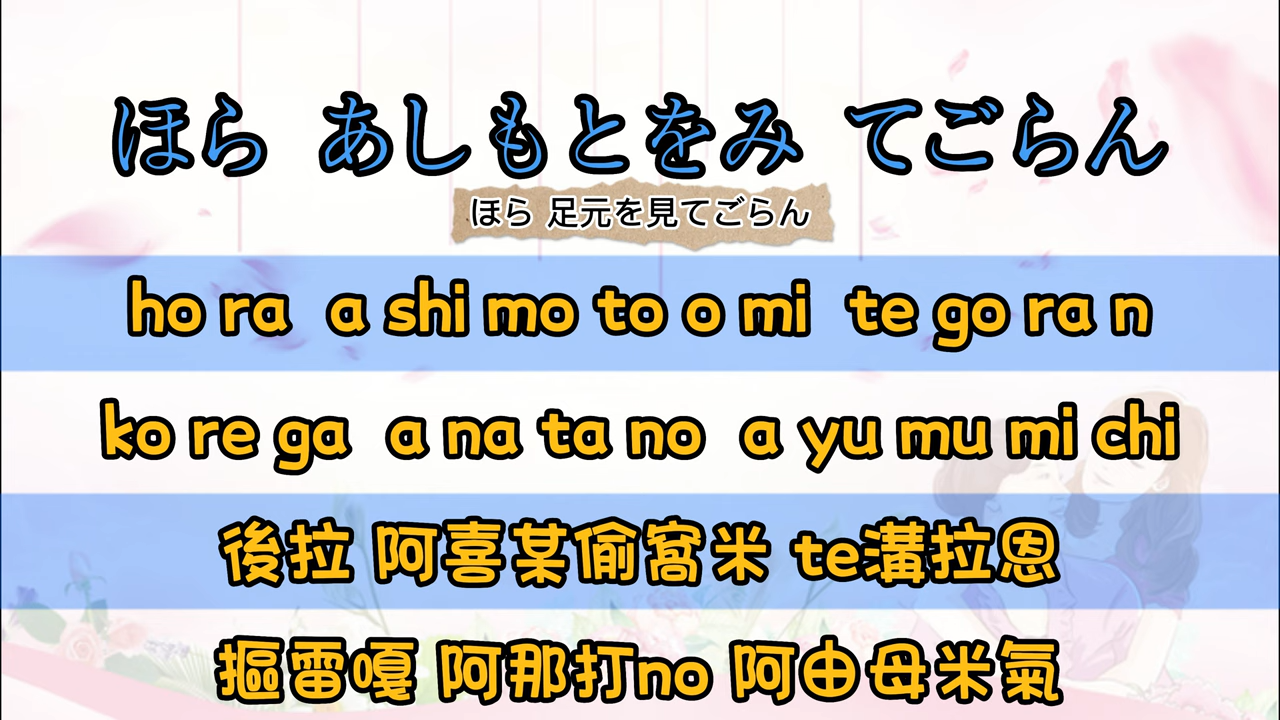 ほら あしもとをみ てごらん
ほら 足元を見てごらん
ho ra a shi mo to o mi te go ra n
ko re ga a na ta no a yu mu mi chi
後拉 阿喜某偷窩米 te溝拉恩
摳雷嘎 阿那打no 阿由母米氣